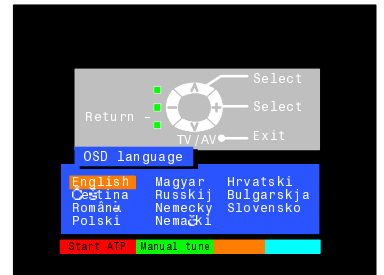 Select
Select
Return -
TV/AV Exit
OSD language
English Magyar Hrvatski
Čeština Russkij Bulgarskja
Română Nemecky Slovensko
Polski Nemački
Start ATP Manual tune